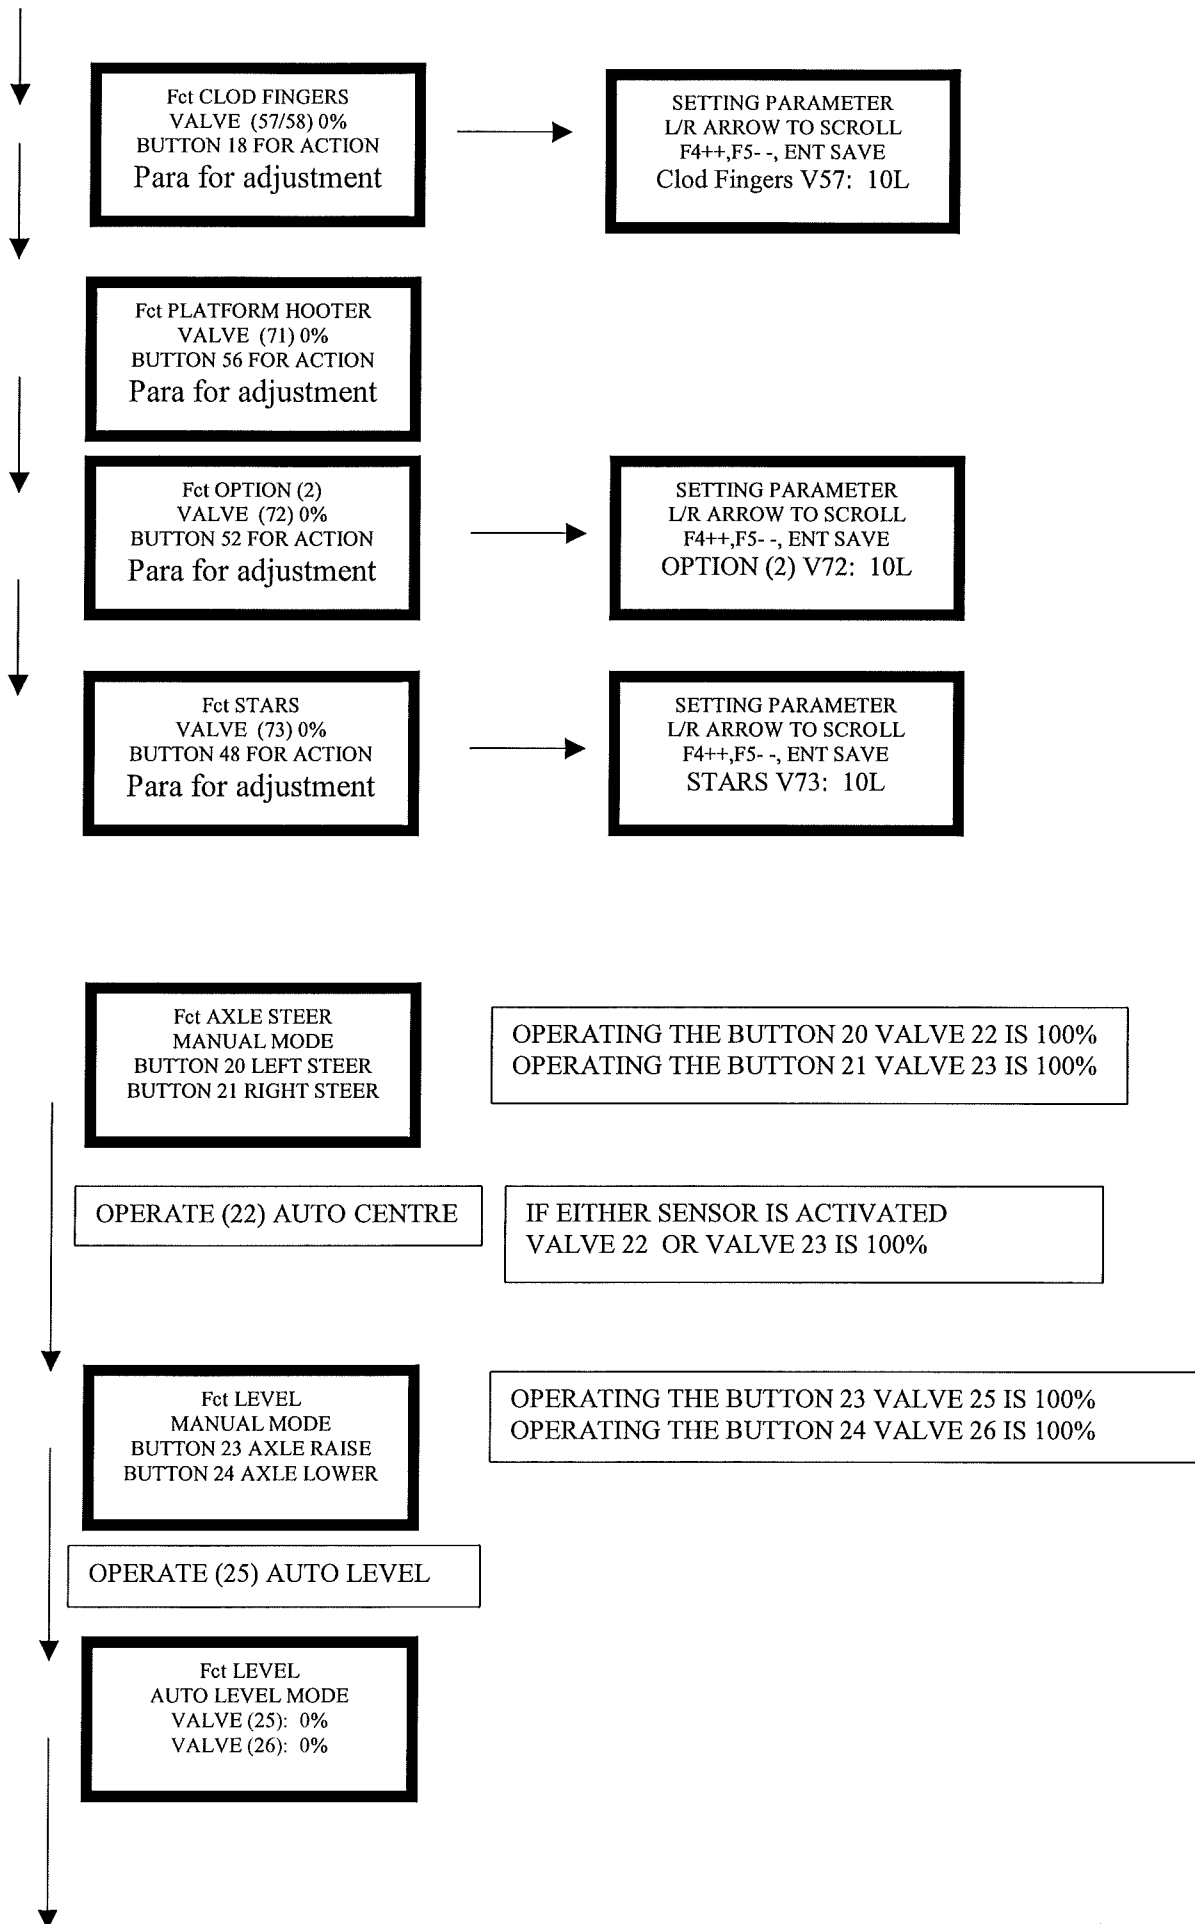 Fct CLOD FINGERS
VALVE (57/58) 0%
BUTTON 18 FOR ACTION
Para for adjustment
SETTING PARAMETER
L/R ARROW TO SCROLL
F4++,F5- -, ENT SAVE
Clod Fingers V57: 10L
Fct PLATFORM HOOTER
VALVE (71) 0%
BUTTON 56 FOR ACTION
Para for adjustment
Fct OPTION (2)
VALVE (72) 0%
BUTTON 52 FOR ACTION
Para for adjustment
SETTING PARAMETER
L/R ARROW TO SCROLL
F4++,F5- -, ENT SAVE
OPTION (2) V72: 10L
Fct STARS
VALVE (73) 0%
BUTTON 48 FOR ACTION
Para for adjustment
SETTING PARAMETER
L/R ARROW TO SCROLL
F4++,F5- -, ENT SAVE
STARS V73: 10L
Fct AXLE STEER
MANUAL MODE
BUTTON 20 LEFT STEER
BUTTON 21 RIGHT STEER
OPERATING THE BUTTON 20 VALVE 22 IS 100%
OPERATING THE BUTTON 21 VALVE 23 IS 100%
OPERATE (22) AUTO CENTRE
IF EITHER SENSOR IS ACTIVATED
VALVE 22 OR VALVE 23 IS 100%
Fct LEVEL
MANUAL MODE
BUTTON 23 AXLE RAISE
BUTTON 24 AXLE LOWER
OPERATING THE BUTTON 23 VALVE 25 IS 100%
OPERATING THE BUTTON 24 VALVE 26 IS 100%
OPERATE (25) AUTO LEVEL
Fct LEVEL
AUTO LEVEL MODE
VALVE (25): 0%
VALVE (26): 0%